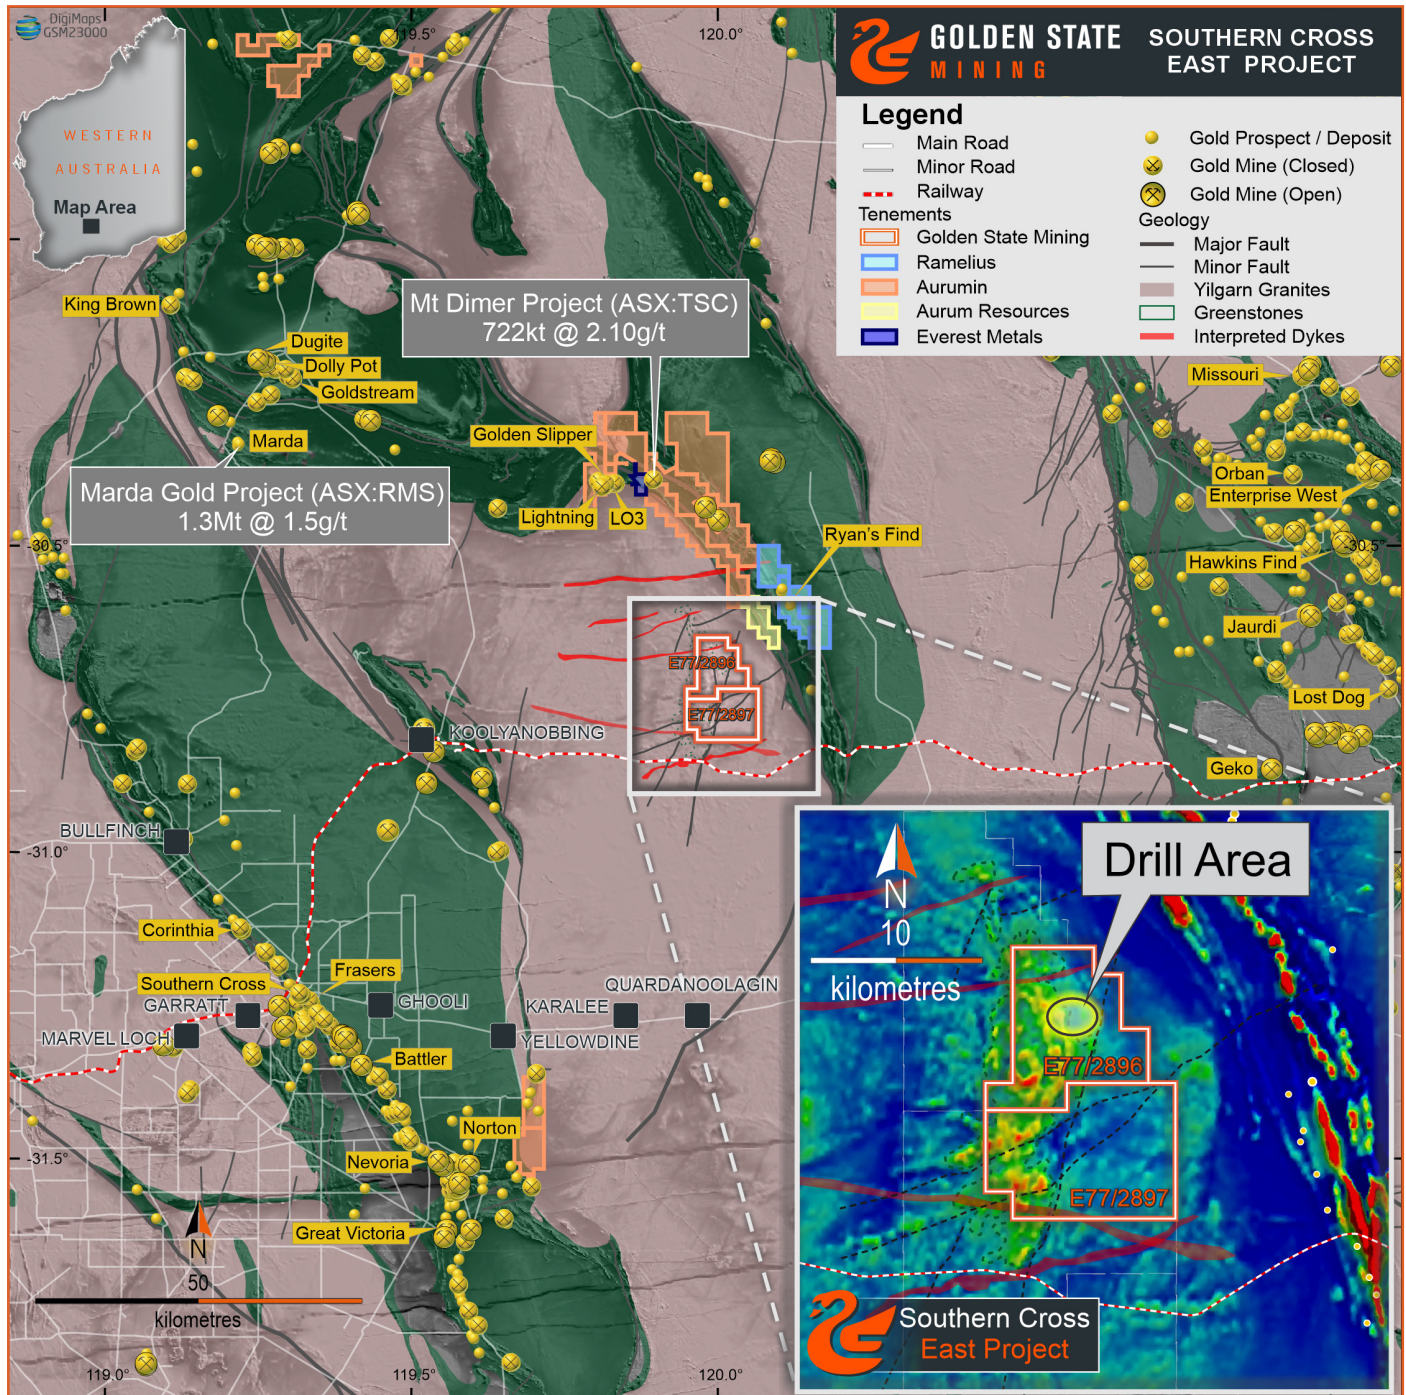 DigiMaps
GSM23000
119.5°
120.0°
GOLDEN STATE
MINING
SOUTHERN CROSS
EAST PROJECT
Legend
Main Road
Minor Road
Railway
Tenements
Golden State Mining
Ramelius
Aurumin
Aurum Resources
Everest Metals
Gold Prospect / Deposit
Gold Mine (Closed)
Gold Mine (Open)
Geology
Major Fault
Minor Fault
Yilgarn Granites
Greenstones
Interpreted Dykes
WESTERN
AUSTRALIA
Map Area
King Brown
Dugite
Dolly Pot
Goldstream
Marda
Mt Dimer Project (ASX:TSC)
722kt @ 2.10g/t
Marda Gold Project (ASX:RMS)
1.3Mt @ 1.5g/t
Golden Slipper
Lightning
LO3
Ryan's Find
Missouri
Orban
Enterprise West
Hawkins Find
Jaurdi
Lost Dog
Geko
-30.5°
-30.5°
E77/2896
E77/2897
KOOLYANOBBING
BULLFINCH
-31.0°
Corinthia
Southern Cross
Frasers
GARRATT
GHOOLI
MARVEL LOCH
KARALEE
QUARDANOOLAGIN
YELLOWDINE
Battler
Norton
Nevoria
-31.5°
Great Victoria
N
50
kilometres
119.0°
119.5°
120.0°
Drill Area
N
10
kilometres
E77/2896
E77/2897
Southern Cross
East Project